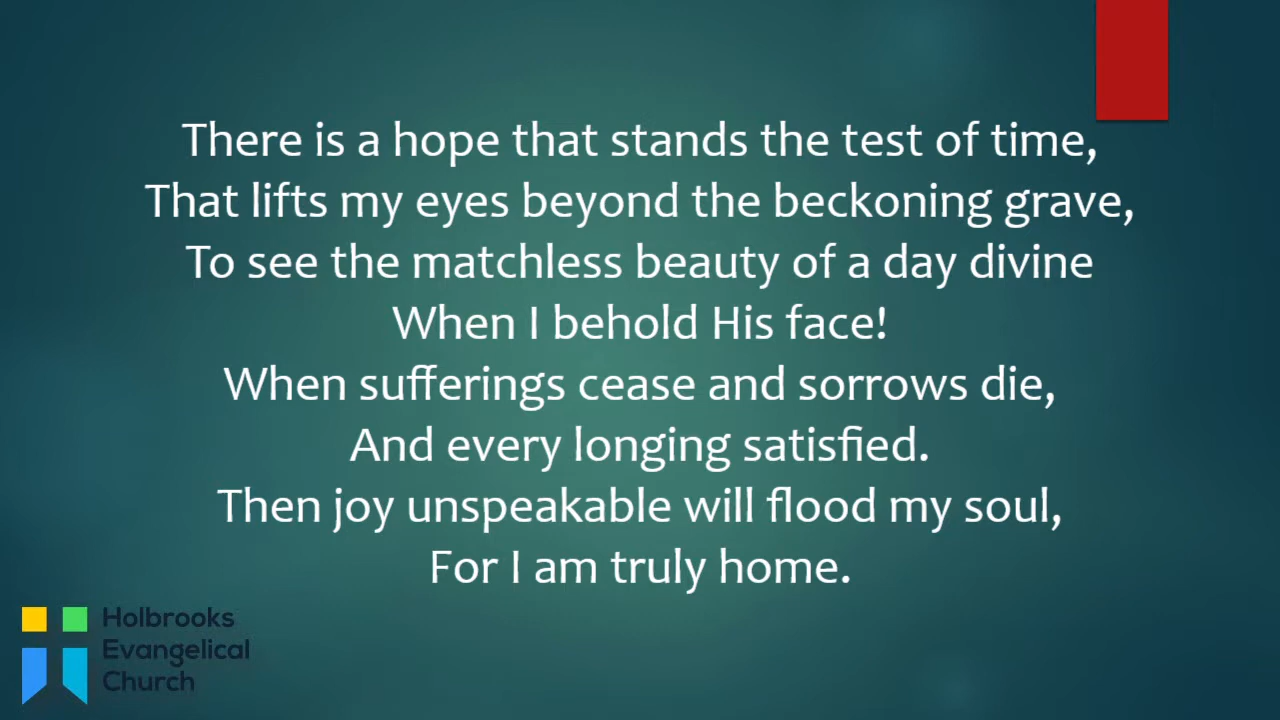 There is a hope that stands the test of time,
That lifts my eyes beyond the beckoning grave,
To see the matchless beauty of a day divine
When I behold His face!
When sufferings cease and sorrows die,
And every longing satisfied.
Then joy unspeakable will flood my soul,
For I am truly home.
Holbrooks
Evangelical
Church